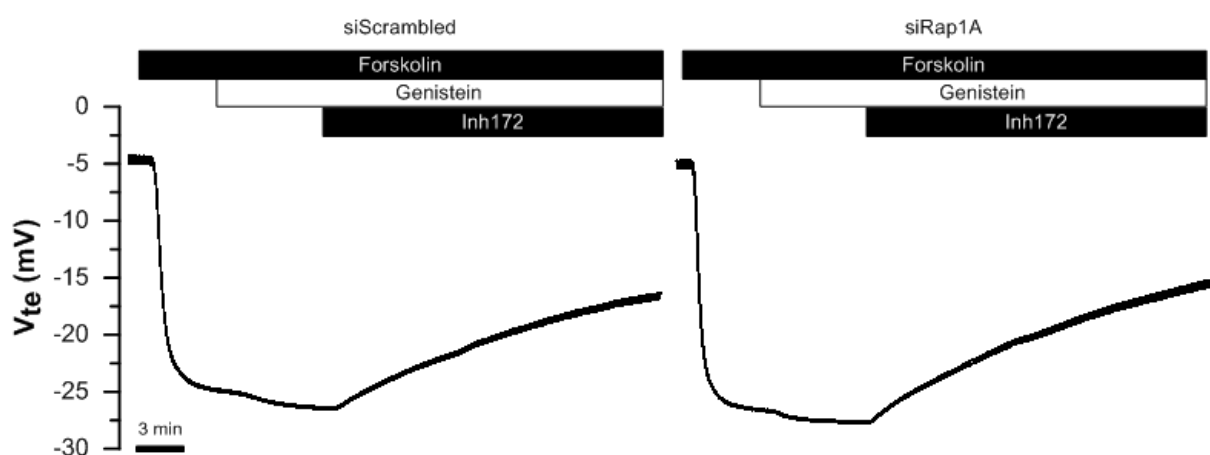 siScrambled siRap1A
Forskolin Forskolin
Genistein Genistein
Inh172 Inh172
0
-5
-10
-15
-20
-25
-30
Vte (mV)
3 min